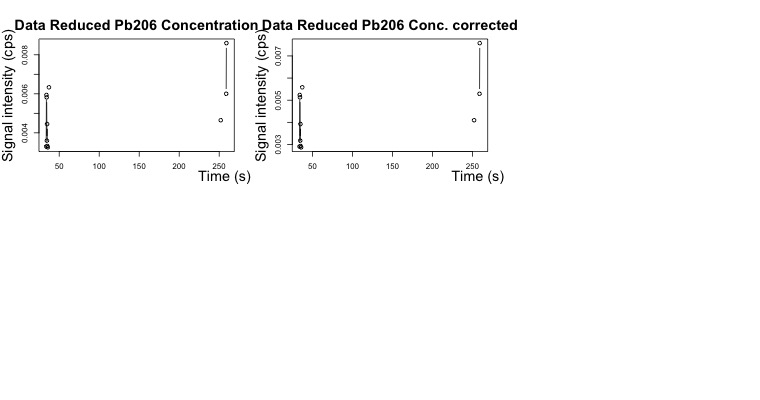 Data Reduced Pb206 Concentration
Signal intensity (cps)
0.004 0.006 0.008
50 100 150 200 250
Time (s)
Data Reduced Pb206 Conc. corrected
Signal intensity (cps)
0.003 0.005 0.007
50 100 150 200 250
Time (s)